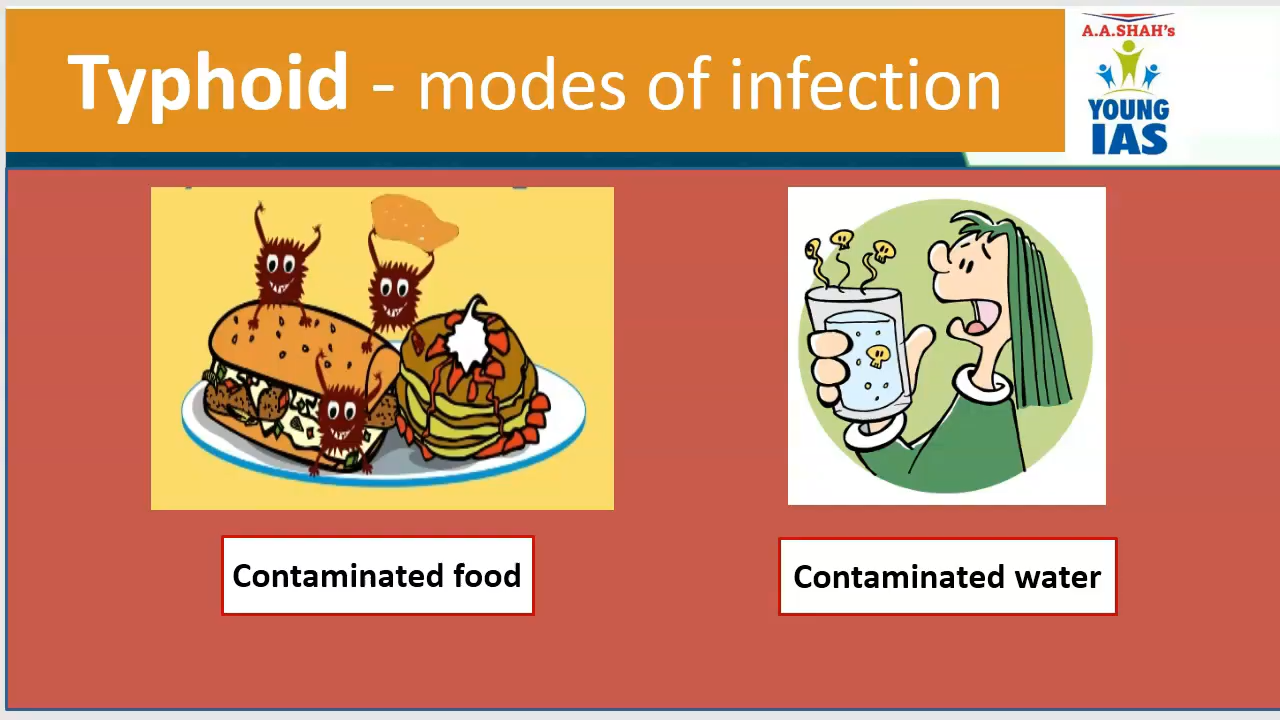 Typhoid - modes of infection
A.A.SHAH's
YOUNG
IAS
Contaminated food
Contaminated water